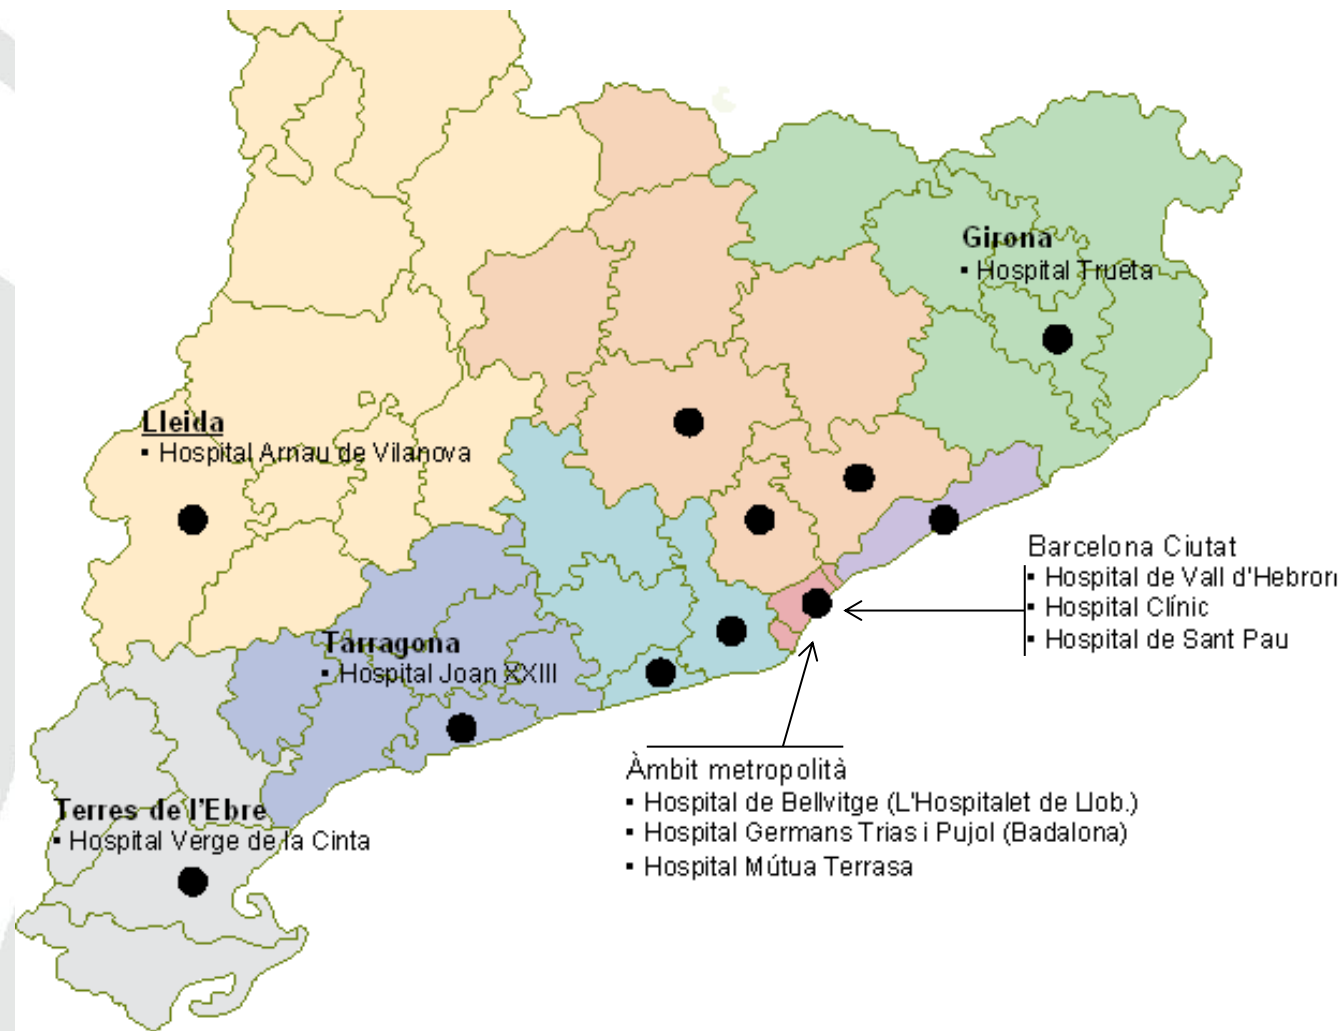 Girona
▪ Hospital Trueta
Lleida
▪ Hospital Arnau de Vilanova
Barcelona Ciutat
▪ Hospital de Vall d'Hebron
▪ Hospital Clínic
▪ Hospital de Sant Pau
Tarragona
▪ Hospital Joan XXIII
Àmbit metropolità
▪ Hospital de Bellvitge (L'Hospitalet de Llob.)
▪ Hospital Germans Trias i Pujol (Badalona)
▪ Hospital Mútua Terrasa
Terres de l'Ebre
▪ Hospital Verge de la Cinta